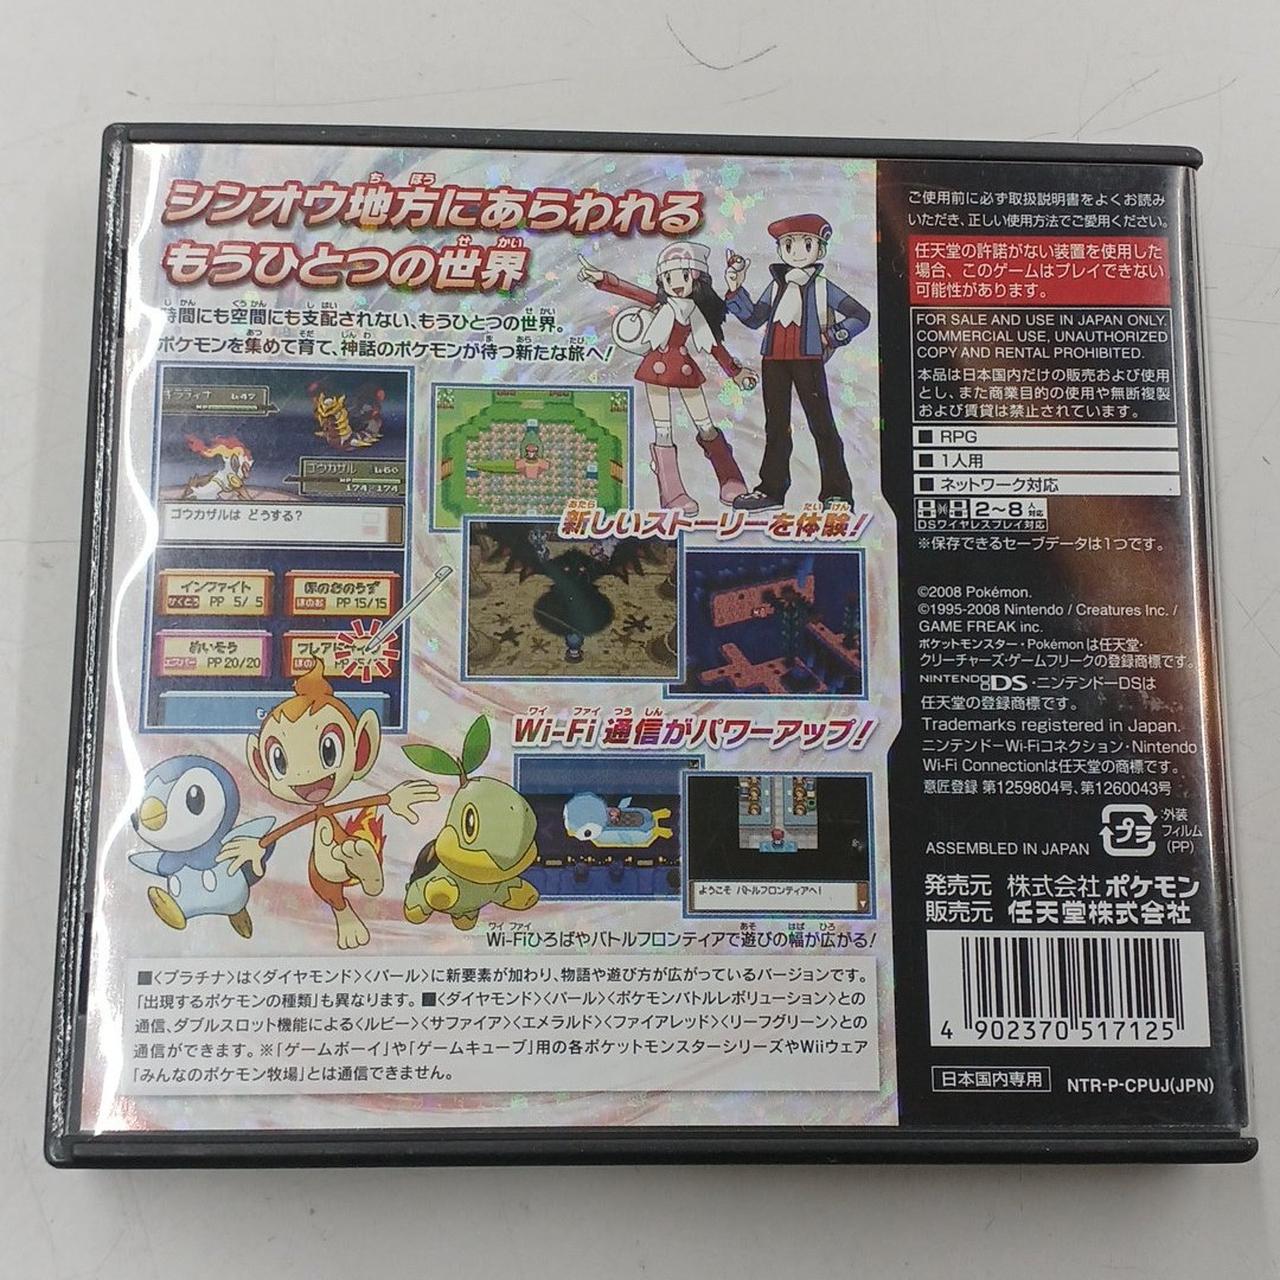 シンオウ地方にあらわれる
もうひとつの世界
時間にも空間にも支配されない、もうひとつの世界。
ポケモンを集めて育て、神話のポケモンが待つ新たな旅へ!
ギラティナ Lv47
HP
ゴウカザル Lv60
HP
174/174
ゴウカザルは どうする?
インファイト
かくとう PP 5/ 5
ほのおのうず
ほのお PP 15/15
めいそう
エスパー PP 20/20
新しいストーリーを体験!
Wi-Fi 通信がパワーアップ!
ようこそ バトルフロンティアへ!
Wi-Fiひろばやバトルフロンティアで遊びの幅が広がる!
■<プラチナ>は<ダイヤモンド><パール>に新要素が加わり、物語や遊び方が広がっているバージョンです。
「出現するポケモンの種類」も異なります。■<ダイヤモンド><パール><ポケモンバトルレボリューション>との
通信、ダブルスロット機能による<ルビー><サファイア><エメラルド><ファイアレッド><リーフグリーン>との
通信ができます。※「ゲームボーイ」や「ゲームキューブ」用の各ポケットモンスターシリーズやWiiウェア
「みんなのポケモン牧場」とは通信できません。
ご使用前に必ず取扱説明書をよくお読み
いただき、正しい使用方法でご愛用ください。
任天堂の許諾がない装置を使用した
場合、このゲームはプレイできない
可能性があります。
FOR SALE AND USE IN JAPAN ONLY.
COMMERCIAL USE, UNAUTHORIZED
COPY AND RENTAL PROHIBITED.
本品は日本国内だけの販売および使用
とし、また商業目的の使用や無断複製
および賃貸は禁止されています。
■ RPG
■ 1人用
■ ネットワーク対応
2〜8人対応
DSワイヤレスプレイ対応
※保存できるセーブデータは1つです。
©2008 Pokémon.
©1995-2008 Nintendo / Creatures Inc. /
GAME FREAK inc.
ポケットモンスター・Pokémonは任天堂・
クリーチャーズ・ゲームフリークの登録商標です。
NINTENDO DS・ニンテンドーDSは
任天堂の登録商標です。
Trademarks registered in Japan.
ニンテンドーWi-Fiコネクション・Nintendo
Wi-Fi Connectionは任天堂の商標です。
意匠登録 第1259804号、第1260043号
ASSEMBLED IN JAPAN
プラ
外装
フィルム
(PP)
発売元 株式会社ポケモン
販売元 任天堂株式会社
4 902370 517125
日本国内専用
NTR-P-CPUJ(JPN)